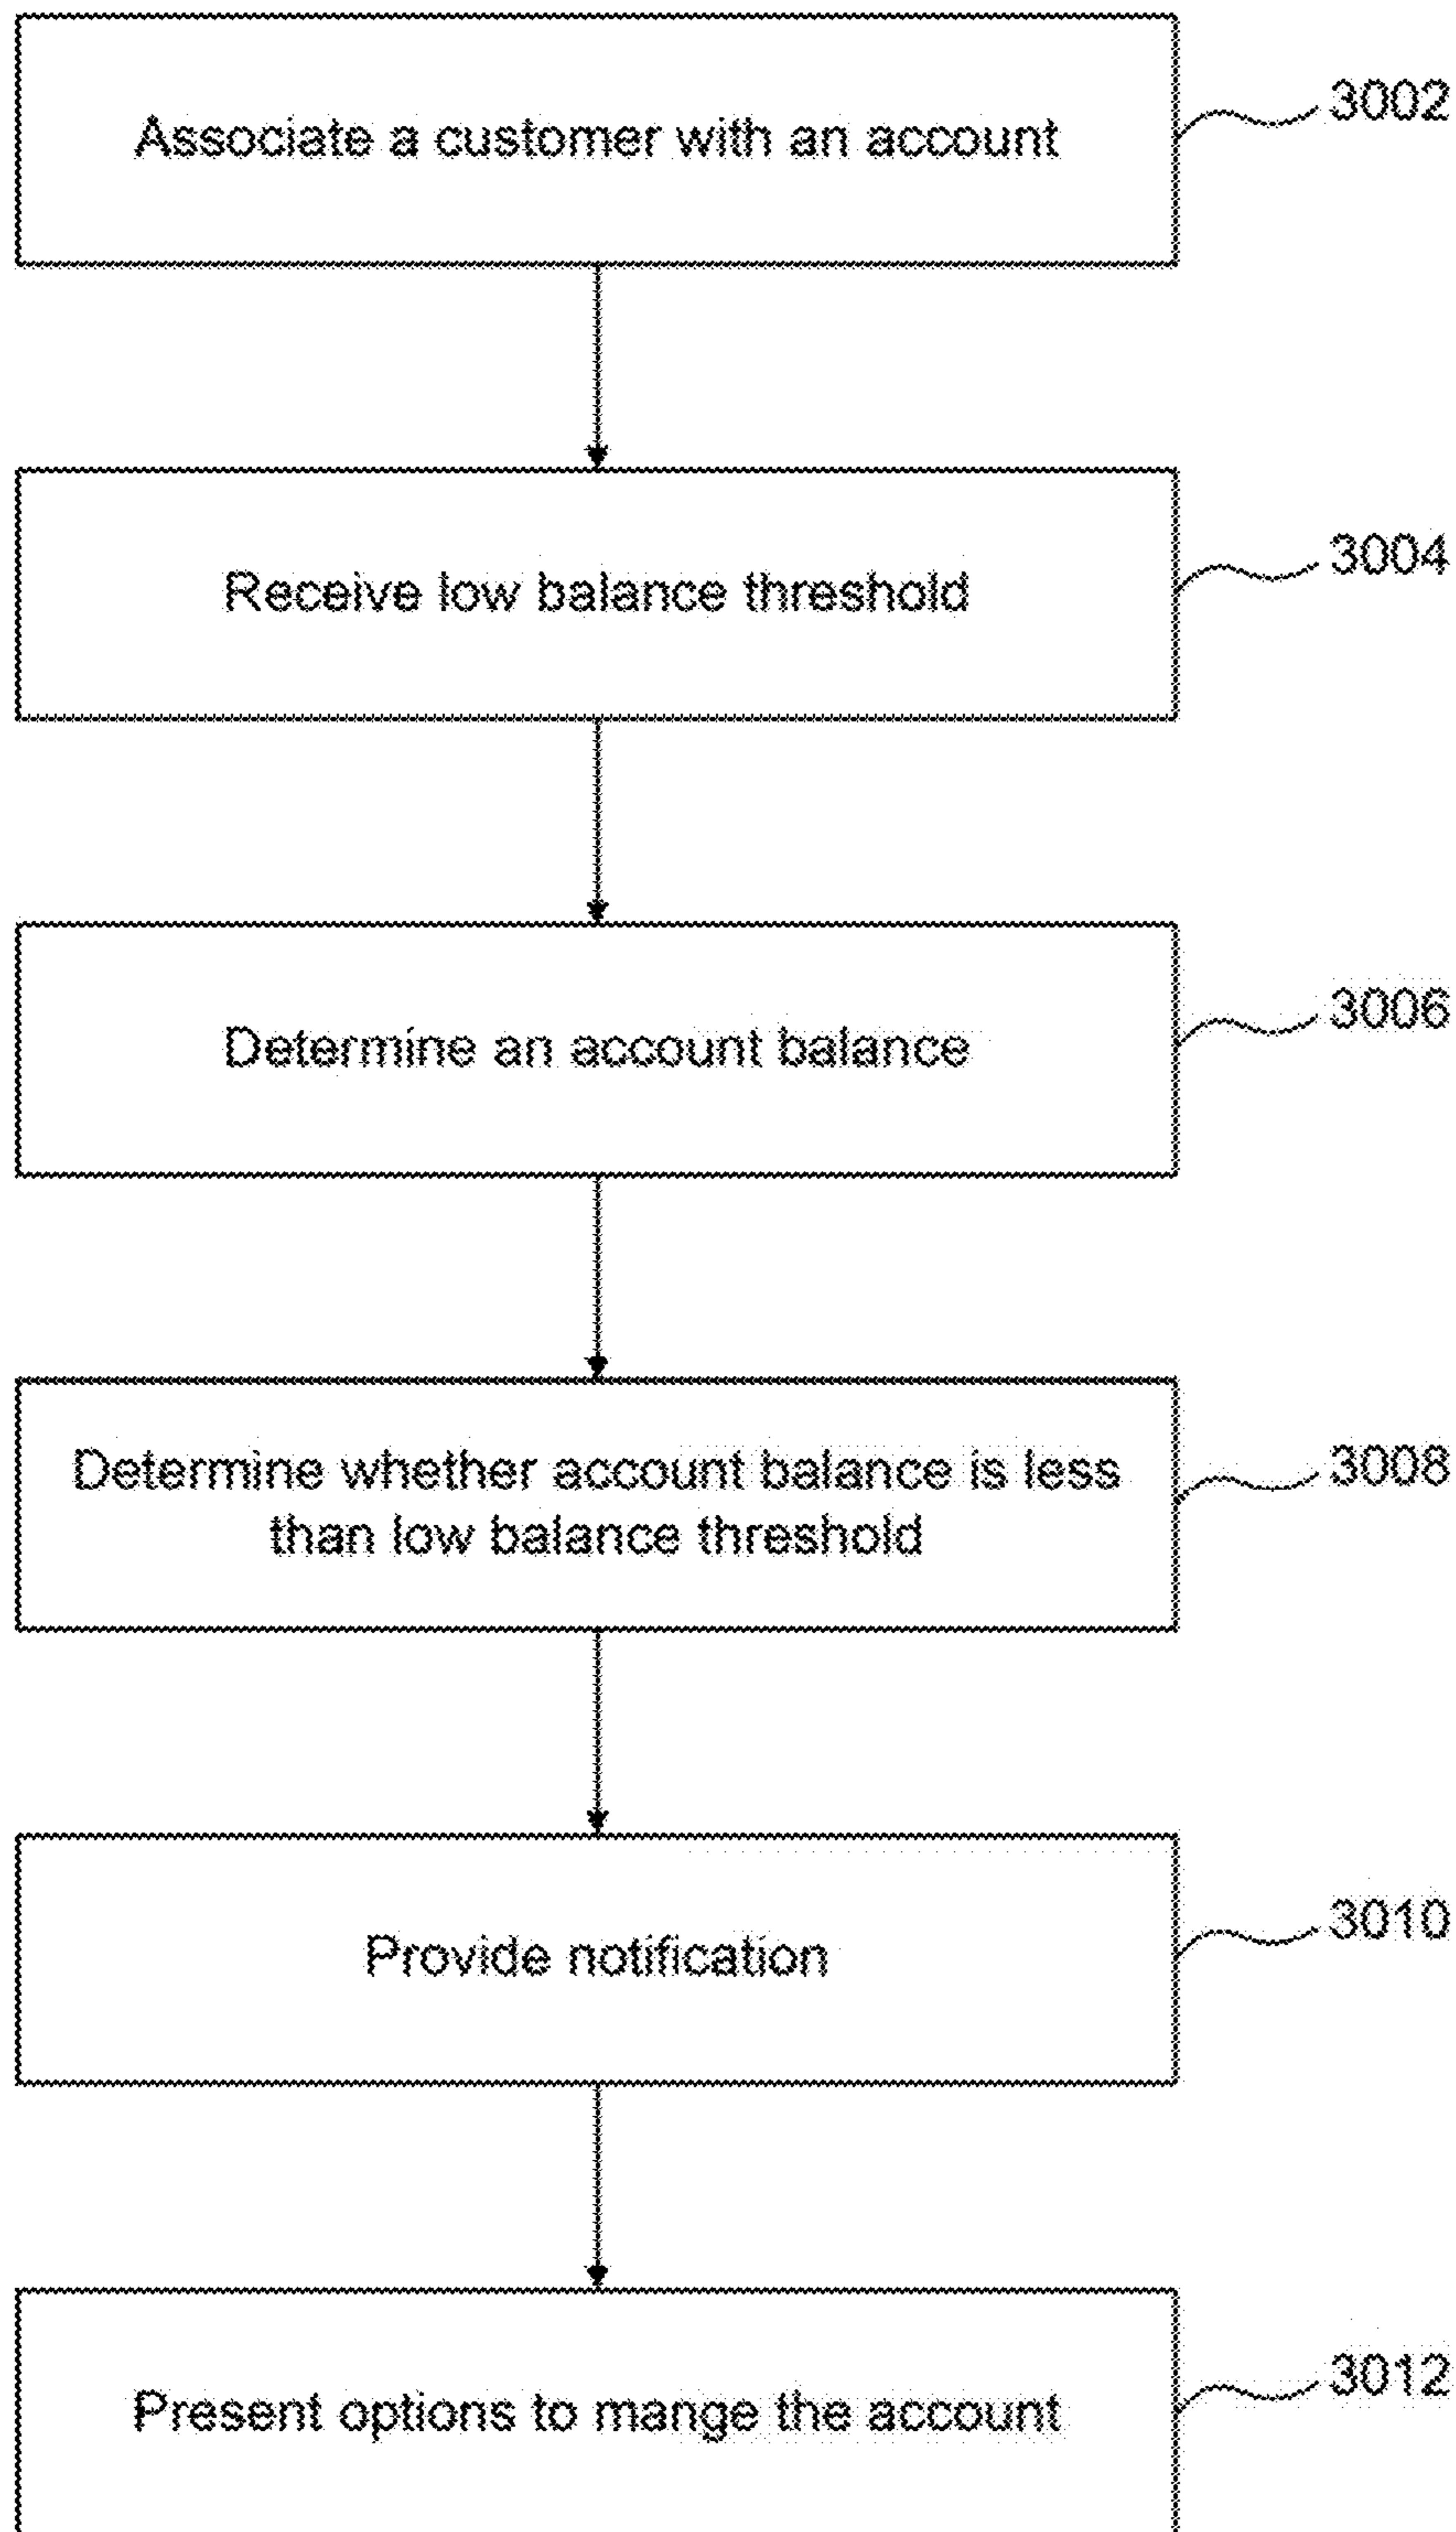 Associate a customer with an account
3002
Receive low balance threshold
3004
Determine an account balance
3006
Determine whether account balance is less
than low balance threshold
3008
Provide notification
3010
Present options to mange the account
3012